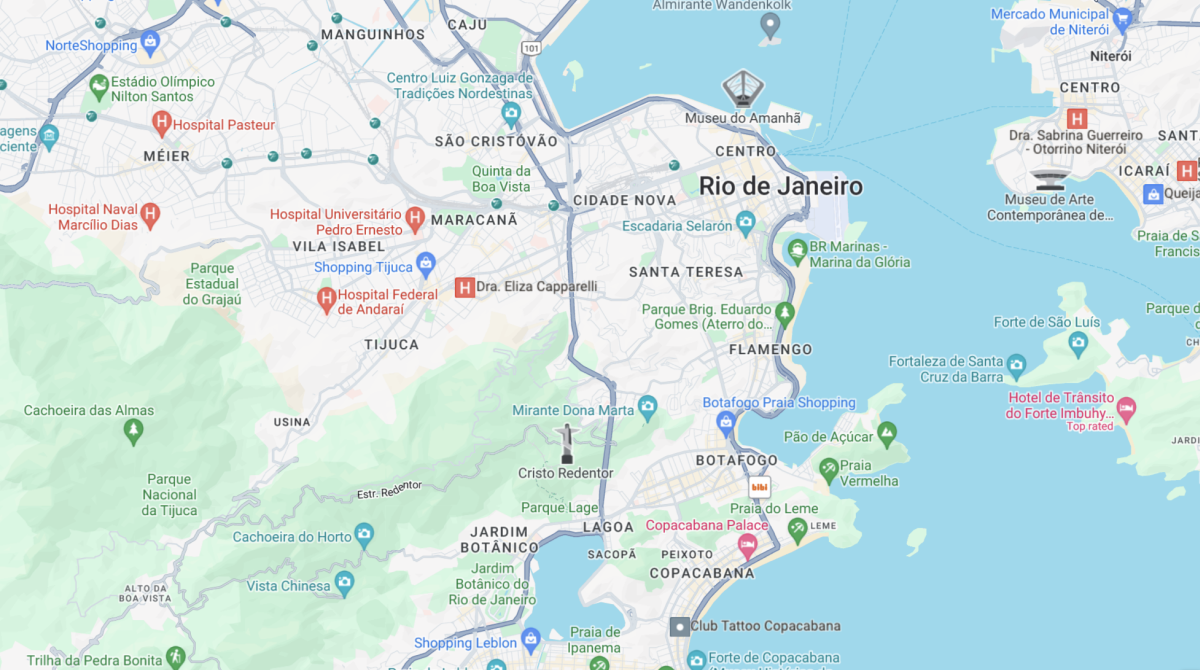 Almirante Wandenkolk
CAJU
Mercado Municipal
de Niterói
MANGUINHOS
NorteShopping
101
Niterói
Centro Luiz Gonzaga de
Tradições Nordestinas
Estádio Olímpico
Nilton Santos
CENTRO
Museu do Amanhã
Hospital Pasteur
agens
ciente
Dra. Sabrina Guerreiro
- Otorrino Niterói
SANT
SÃO CRISTÓVÃO
CENTRO
MÉIER
Quinta da
Boa Vista
ICARAÍ
Rio de Janeiro
Queija
CIDADE NOVA
Museu de Arte
Contemporânea de...
Hospital Naval
Marcílio Dias
Hospital Universitário
Pedro Ernesto
MARACANÃ
Escadaria Selarón
Praia de S
Francis
VILA ISABEL
BR Marinas -
Marina da Glória
Shopping Tijuca
Parque
Estadual
do Grajaú
SANTA TERESA
Dra. Eliza Capparelli
Hospital Federal
de Andaraí
Parque Brig. Eduardo
Gomes (Aterro do...
Parque d
Forte de São Luís
CH
TIJUCA
FLAMENGO
Fortaleza de Santa
Cruz da Barra
Hotel de Trânsito
do Forte Imbuhy...
Top rated
Cachoeira das Almas
Mirante Dona Marta
Botafogo Praia Shopping
USINA
Pão de Açúcar
JARDI
BOTAFOGO
Cristo Redentor
Praia
Vermelha
Parque
Nacional
da Tijuca
Estr. Redentor
bibi
Parque Lage
Praia do Leme
LEME
Copacabana Palace
LAGOA
JARDIM
BOTÂNICO
Cachoeira do Horto
SACOPÃ
PEIXOTO
COPACABANA
Vista Chinesa
Jardim
Botânico do
Rio de Janeiro
ALTO DA
BOA VISTA
Club Tattoo Copacabana
Shopping Leblon
Praia de
Ipanema
Trilha da Pedra Bonita
Forte de Copacabana